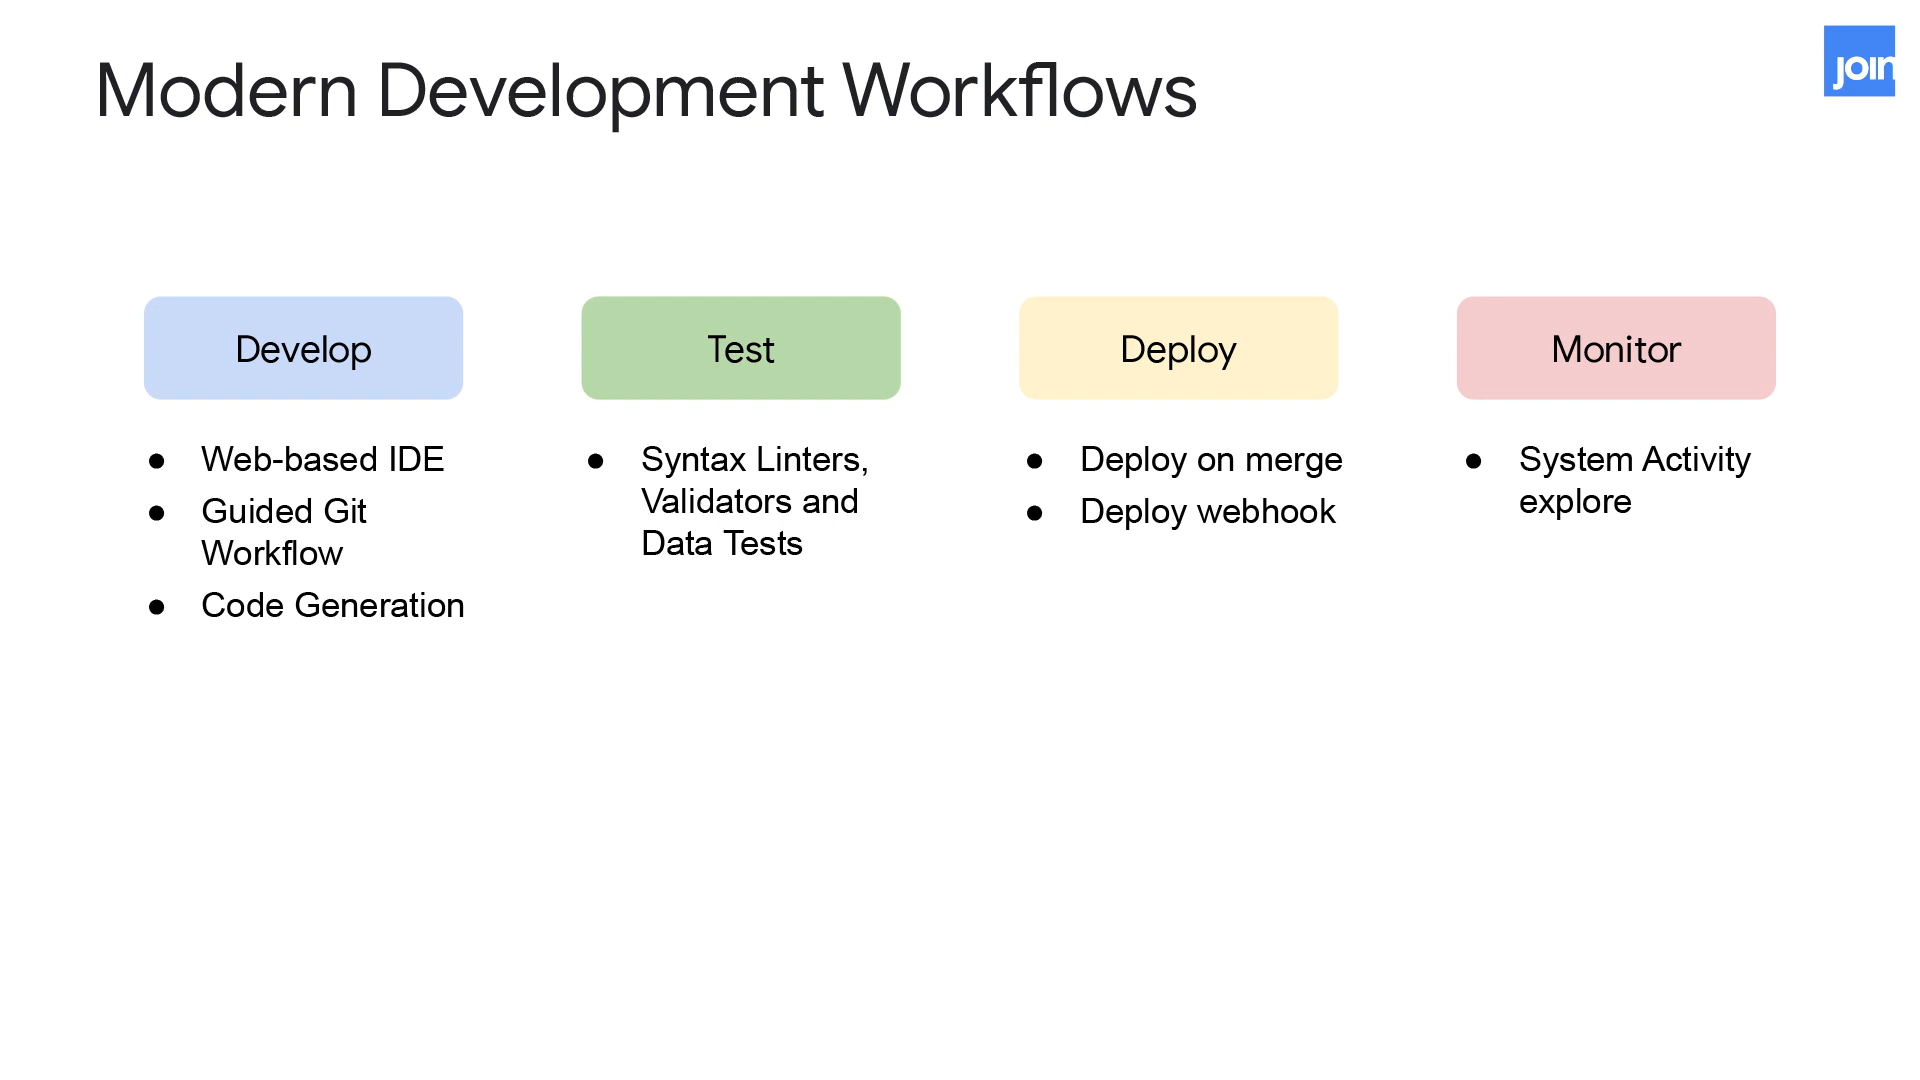 Modern Development Workflows
join
Develop
● Web-based IDE
● Guided Git
Workflow
● Code Generation
Test
● Syntax Linters,
Validators and
Data Tests
Deploy
● Deploy on merge
● Deploy webhook
Monitor
● System Activity
explore